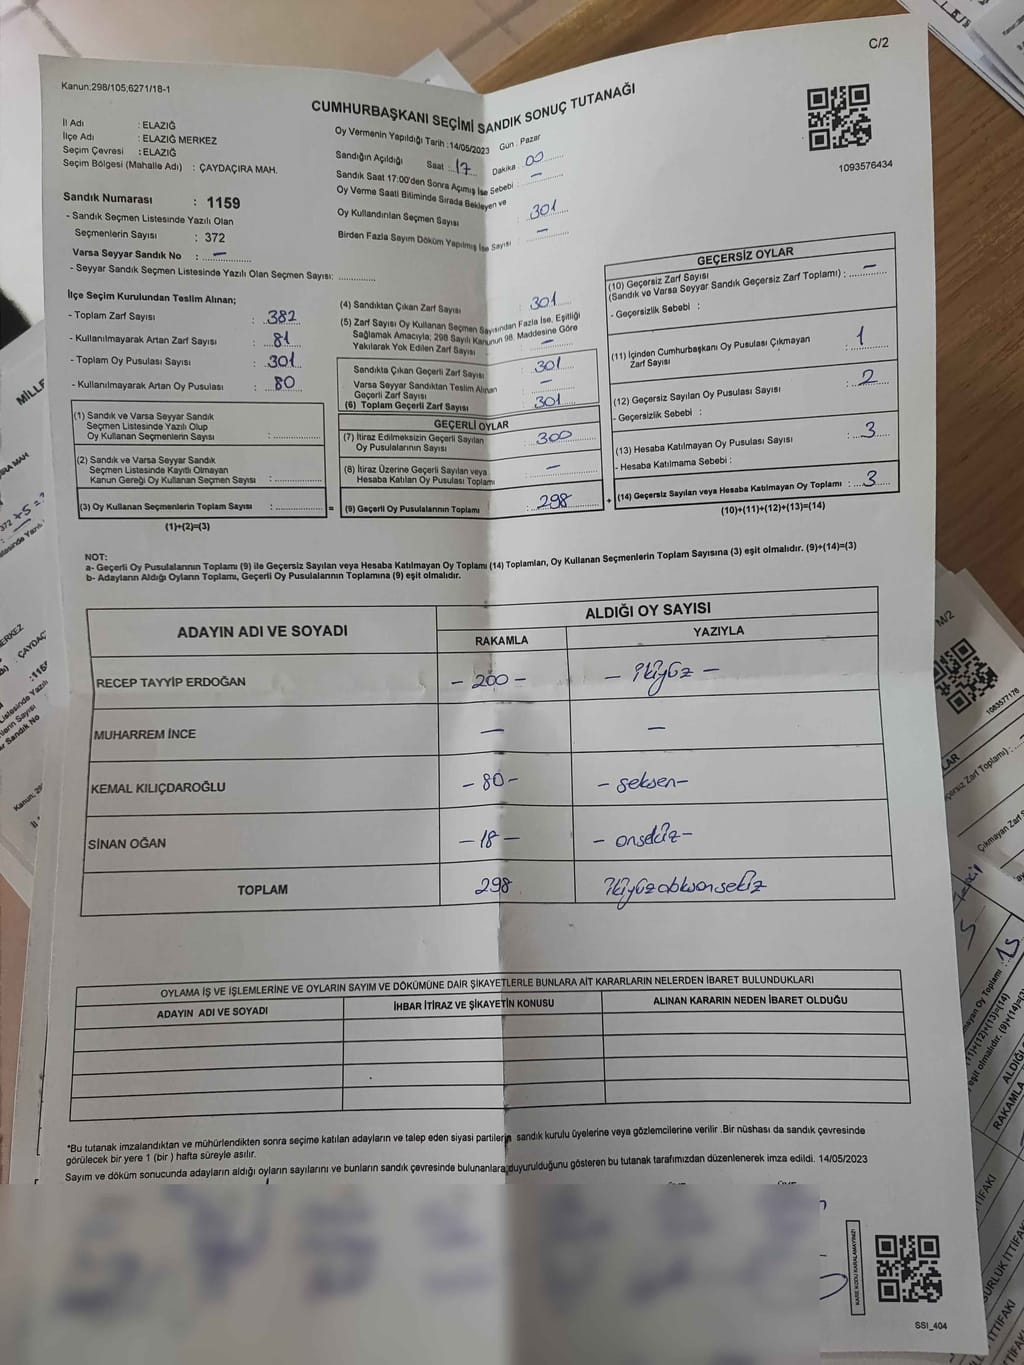 C/2
Kanun:298/105;6271/18-1
CUMHURBAŞKANI SEÇİMİ SANDIK SONUÇ TUTANAĞI
1093576434
İl Adı : ELAZIĞ
İlçe Adı : ELAZIĞ MERKEZ
Seçim Çevresi : ELAZIĞ
Seçim Bölgesi (Mahalle Adı) : ÇAYDAÇIRA MAH.
Sandık Numarası : 1159
- Sandık Seçmen Listesinde Yazılı Olan
Seçmenlerin Sayısı : 372
Varsa Seyyar Sandık No : —
- Seyyar Sandık Seçmen Listesinde Yazılı Olan Seçmen Sayısı: ..............
Oy Vermenin Yapıldığı Tarih :14/05/2023 Gün : Pazar
Sandığın Açıldığı Saat : 17 Dakika : 00
Sandık Saat 17:00'den Sonra Açımış İse Sebebi : —
Oy Verme Saati Bitiminde Sırada Bekleyen ve
Oy Kullandırılan Seçmen Sayısı : 301
Birden Fazla Sayım Döküm Yapılmış İse Sayısı : —
İlçe Seçim Kurulundan Teslim Alınan;
- Toplam Zarf Sayısı : 382
- Kullanılmayarak Artan Zarf Sayısı : 81
- Toplam Oy Pusulası Sayısı : 301
- Kullanılmayarak Artan Oy Pusulası : 80
(1) Sandık ve Varsa Seyyar Sandık
Seçmen Listesinde Yazılı Olup
Oy Kullanan Seçmenlerin Sayısı : ..............
(2) Sandık ve Varsa Seyyar Sandık
Seçmen Listesinde Kayıtlı Olmayan
Kanun Gereği Oy Kullanan Seçmen Sayısı : ..............
(3) Oy Kullanan Seçmenlerin Toplam Sayısı : .............. =
(1)+(2)=(3)
(4) Sandıktan Çıkan Zarf Sayısı : 301
(5) Zarf Sayısı Oy Kullanan Seçmen Sayısından Fazla İse, Eşitliği
Sağlamak Amacıyla; 298 Sayılı Kanunun 98. Maddesine Göre
Yakılarak Yok Edilen Zarf Sayısı : —
Sandıkta Çıkan Geçerli Zarf Sayısı : 301
Varsa Seyyar Sandıktan Teslim Alınan
Geçerli Zarf Sayısı : —
(6) Toplam Geçerli Zarf Sayısı : 301
GEÇERLİ OYLAR
(7) İtiraz Edilmeksizin Geçerli Sayılan
Oy Pusulalarının Sayısı : 300
(8) İtiraz Üzerine Geçerli Sayılan veya
Hesaba Katılan Oy Pusulası Toplamı : —
(9) Geçerli Oy Pusulalarının Toplamı : 298 +
GEÇERSİZ OYLAR
(10) Geçersiz Zarf Sayısı
(Sandık ve Varsa Seyyar Sandık Geçersiz Zarf Toplamı) : —
- Geçersizlik Sebebi :
(11) İçinden Cumhurbaşkanı Oy Pusulası Çıkmayan
Zarf Sayısı : 1
(12) Geçersiz Sayılan Oy Pusulası Sayısı : 2
- Geçersizlik Sebebi :
(13) Hesaba Katılmayan Oy Pusulası Sayısı : 3
- Hesaba Katılmama Sebebi :
(14) Geçersiz Sayılan veya Hesaba Katılmayan Oy Toplamı : 3
(10)+(11)+(12)+(13)=(14)
NOT:
a- Geçerli Oy Pusulalarının Toplamı (9) ile Geçersiz Sayılan veya Hesaba Katılmayan Oy Toplamı (14) Toplamları, Oy Kullanan Seçmenlerin Toplam Sayısına (3) eşit olmalıdır. (9)+(14)=(3)
b- Adayların Aldığı Oyların Toplamı, Geçerli Oy Pusulalarının Toplamına (9) eşit olmalıdır.
ADAYIN ADI VE SOYADI ALDIĞI OY SAYISI
RAKAMLA YAZIYLA
RECEP TAYYİP ERDOĞAN - 200 - - ikiyüz -
MUHARREM İNCE — —
KEMAL KILIÇDAROĞLU - 80 - - seksen -
SİNAN OĞAN - 18 - - onsekiz -
TOPLAM 298
OYLAMA İŞ VE İŞLEMLERİNE VE OYLARIN SAYIM VE DÖKÜMÜNE DAİR ŞİKAYETLERLE BUNLARA AİT KARARLARIN NELERDEN İBARET BULUNDUKLARI
ADAYIN ADI VE SOYADI İHBAR İTİRAZ VE ŞİKAYETİN KONUSU ALINAN KARARIN NEDEN İBARET OLDUĞU
*Bu tutanak imzalandıktan ve mühürlendikten sonra seçime katılan adayların ve talep eden siyasi partilerin sandık kurulu üyelerine veya gözlemcilerine verilir .Bir nüshası da sandık çevresinde
görülecek bir yere 1 (bir ) hafta süreyle asılır.
Sayım ve döküm sonucunda adayların aldığı oyların sayılarını ve bunların sandık çevresinde bulunanlara duyurulduğunu gösteren bu tutanak tarafımızdan düzenlenerek imza edildi. 14/05/2023
KARE KODU KARALAMAYINIZ!
SSI_404
M/2
1083577176